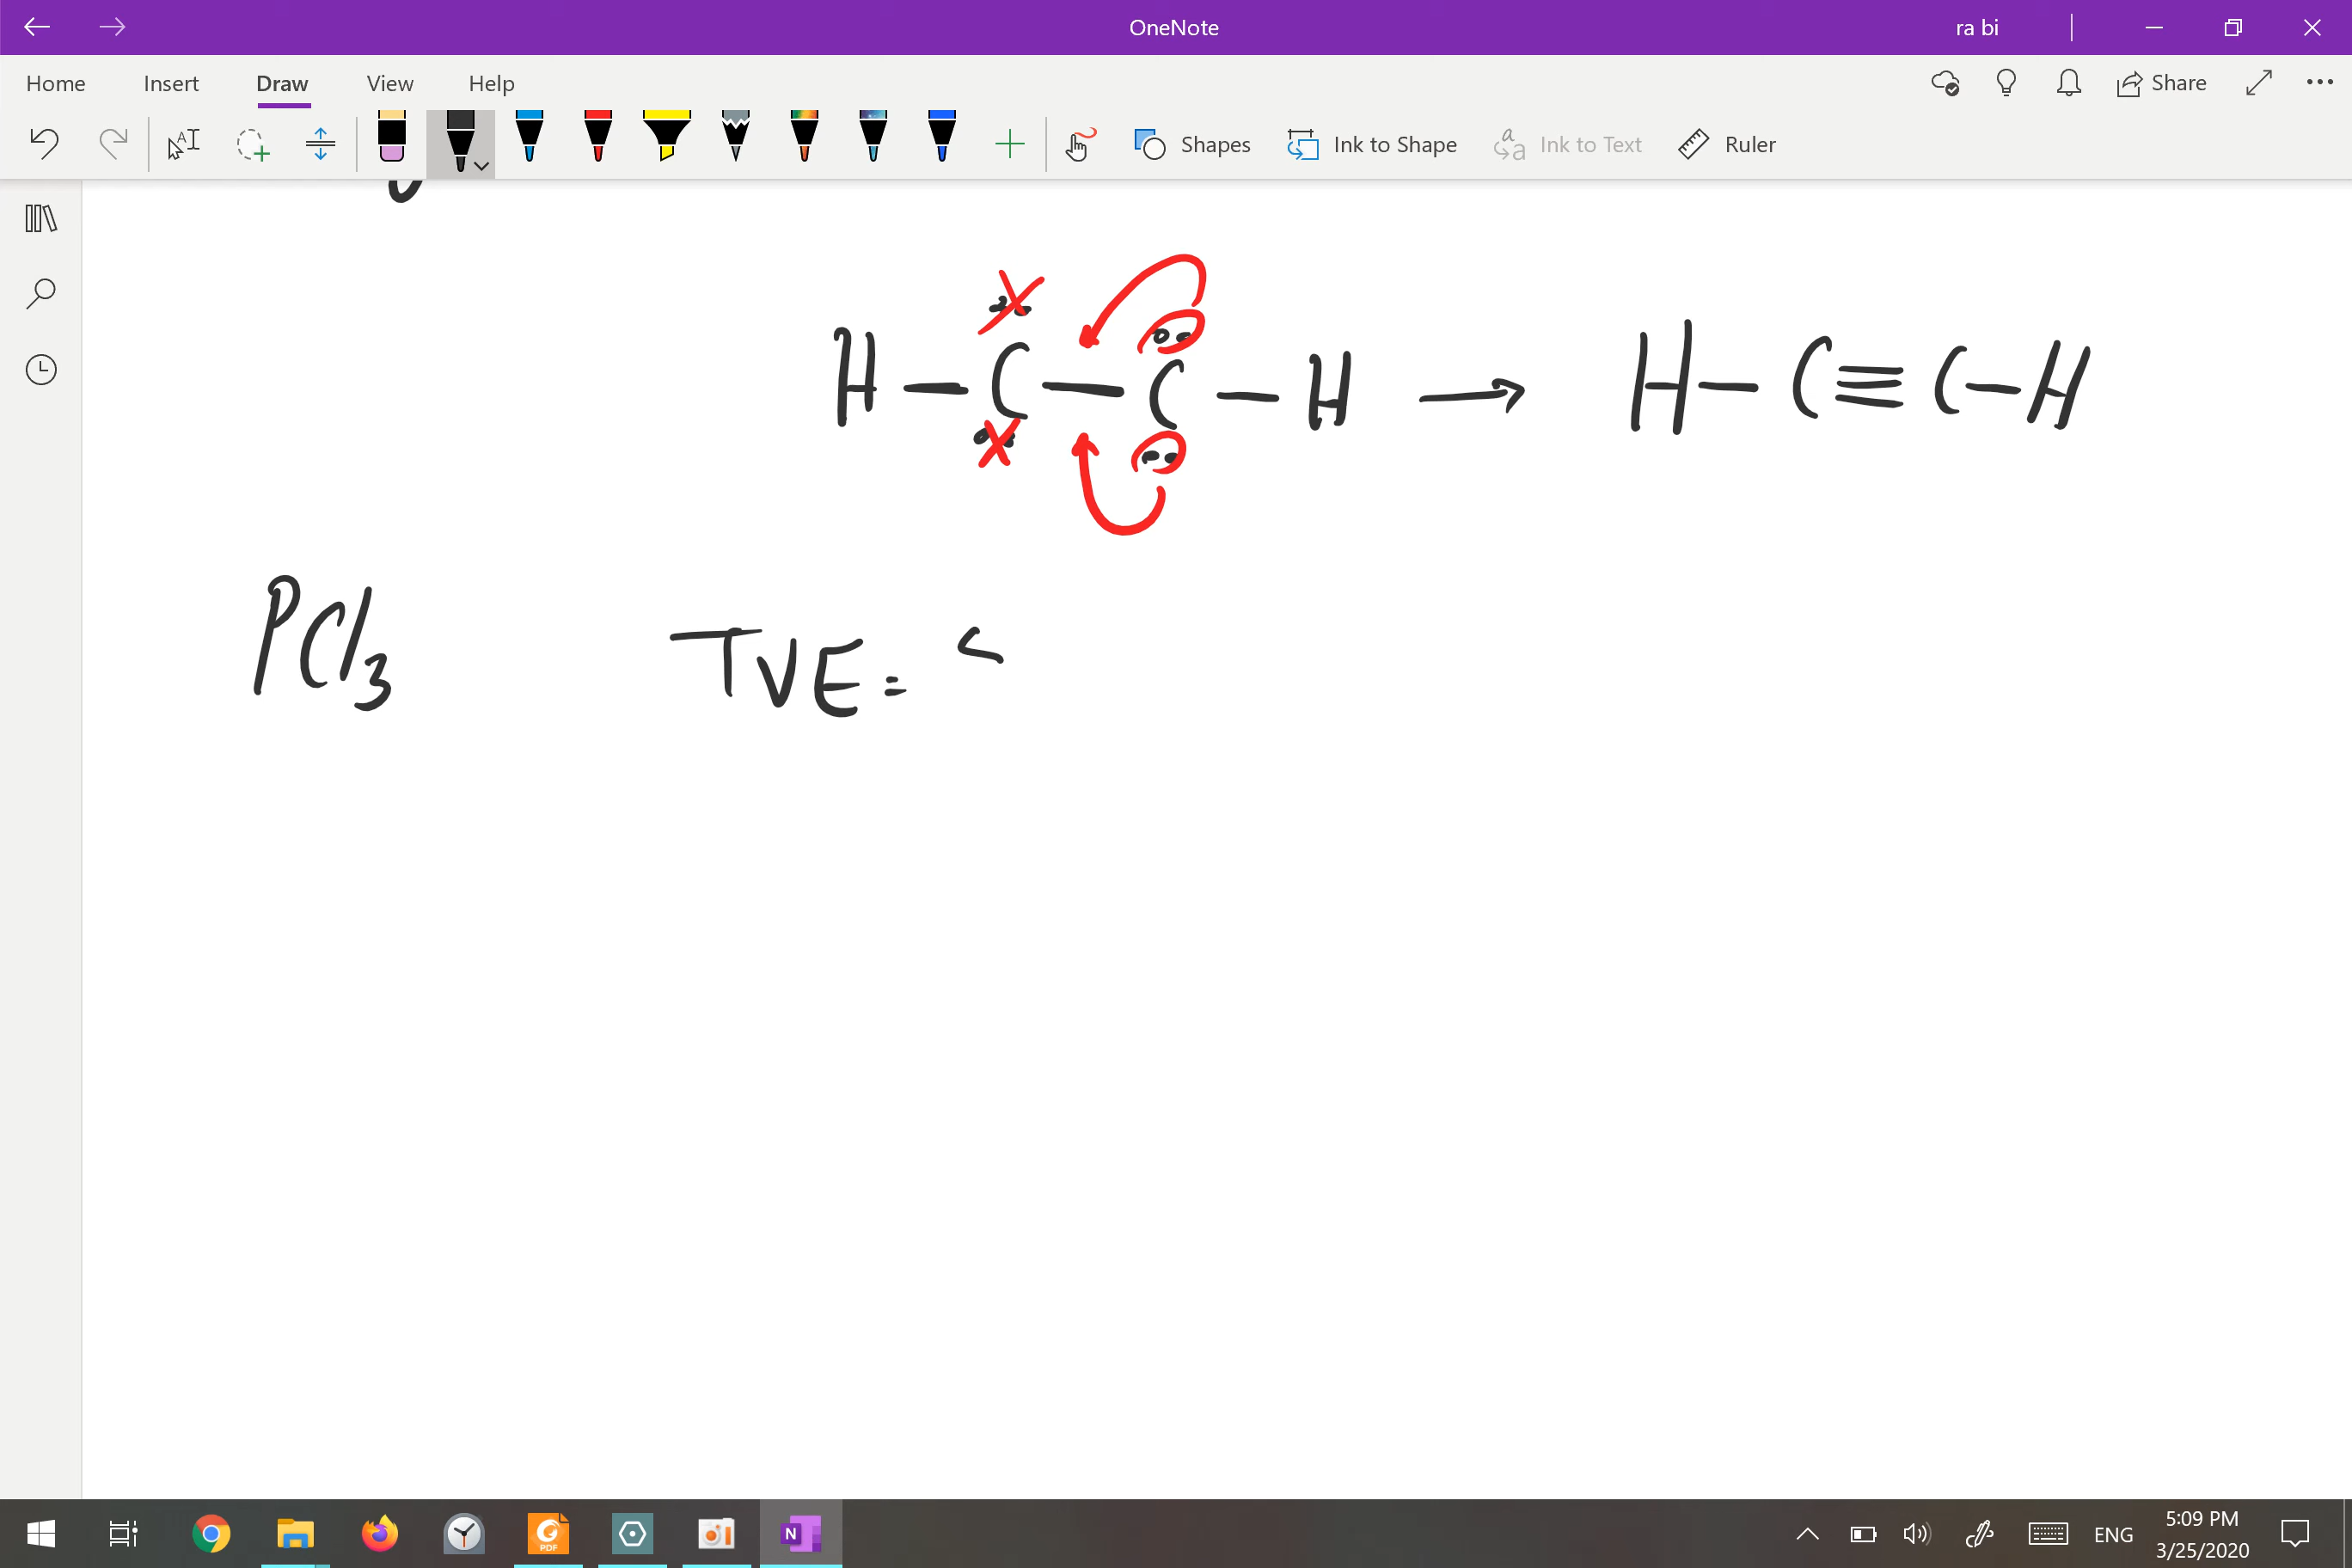 OneNote
ra bi
Home Insert Draw View Help
Share
Shapes Ink to Shape Ink to Text Ruler
H — C — C — H → H — C ≡ C — H
PCl₃ TVE =
ENG
5:09 PM
3/25/2020